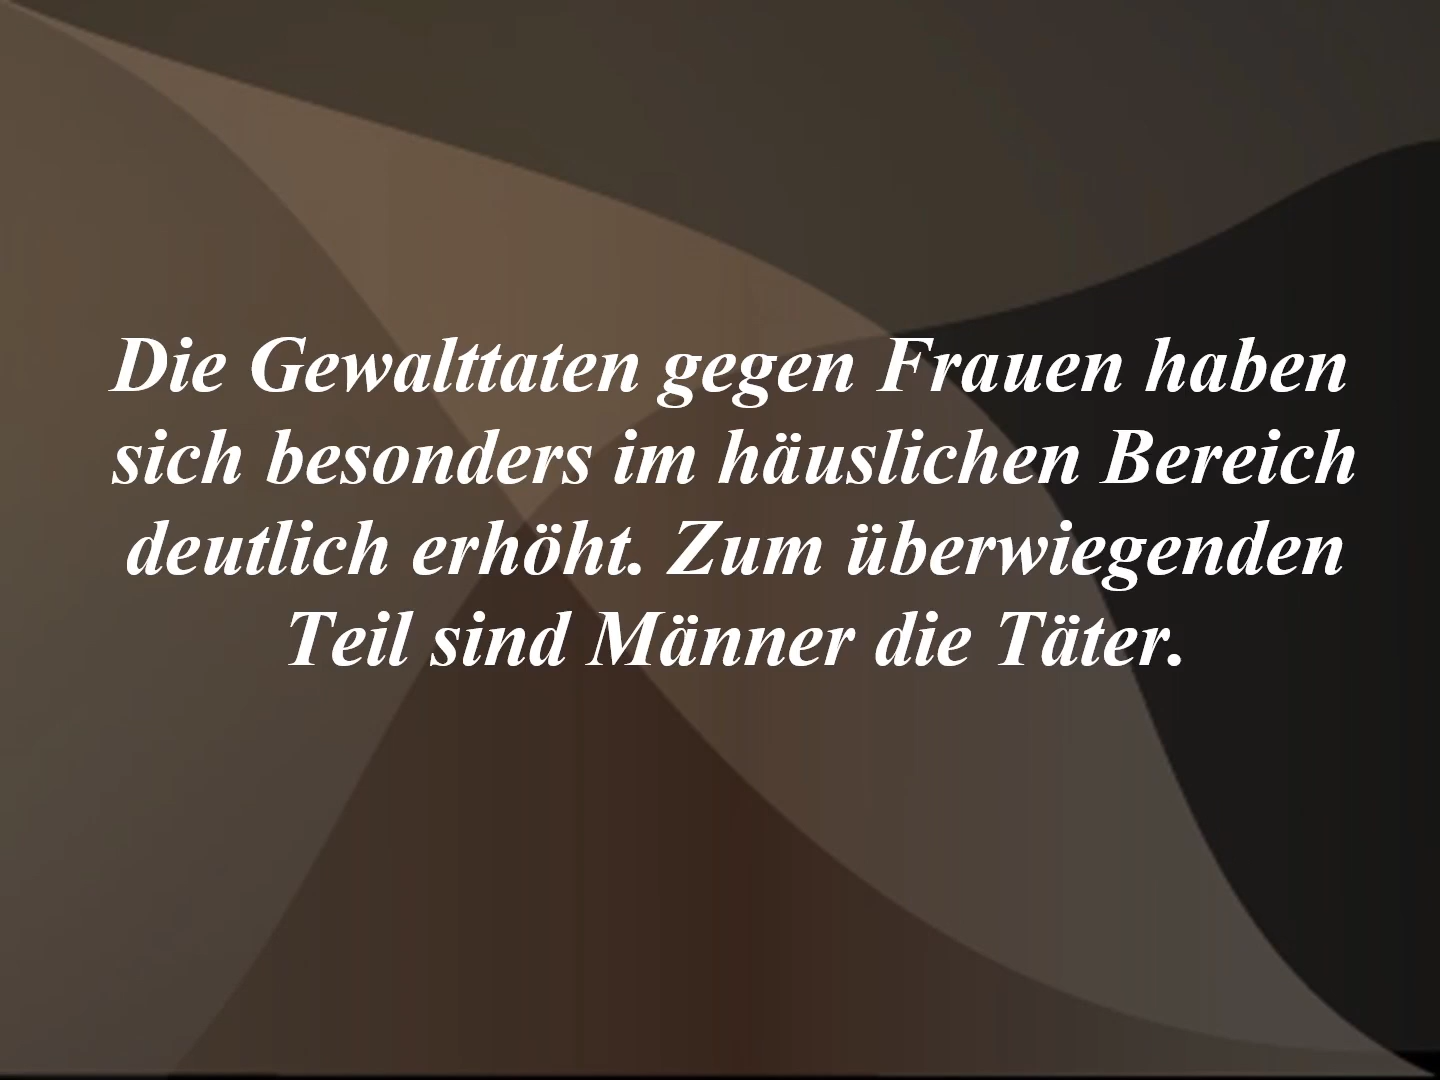 Die Gewalttaten gegen Frauen haben
sich besonders im häuslichen Bereich
deutlich erhöht. Zum überwiegenden
Teil sind Männer die Täter.